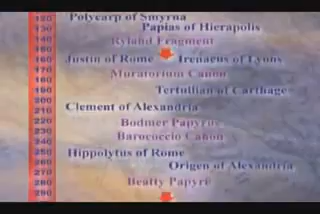 120 Polycarp of Smyrna
130 Papias of Hierapolis
140 Ryland Fragment
150
160 Justin of Rome Irenaeus of Lyons
170 Muratorium Canon
180
190 Tertullian of Carthage
200
210 Clement of Alexandria
220 Bodmer Papyrus
230 Barococcio Canon
240
250 Hippolytus of Rome
260 Origen of Alexandria
270 Beatty Papyre
280
290